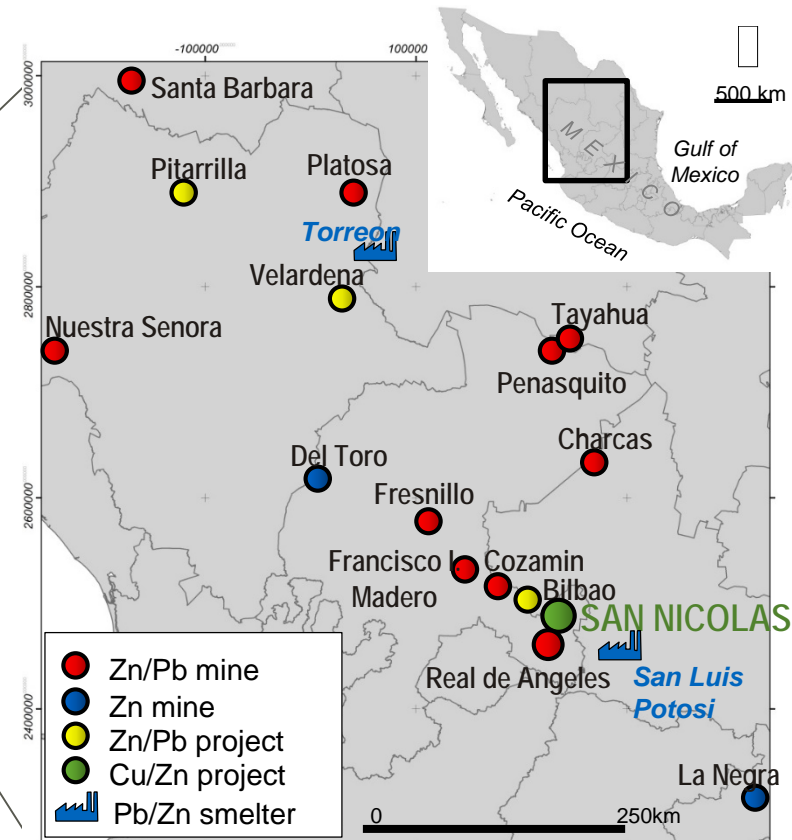 -100000
100000
3000000
2800000
2600000
2400000
Santa Barbara
Pitarrilla
Platosa
Torreon
Velardena
Nuestra Senora
Tayahua
Penasquito
Charcas
Del Toro
Fresnillo
Francisco I. Cozamin
Madero
Bilbao
SAN NICOLAS
Real de Angeles
San Luis
Potosi
La Negra
500 km
MEXICO
Gulf of
Mexico
Pacific Ocean
Zn/Pb mine
Zn mine
Zn/Pb project
Cu/Zn project
Pb/Zn smelter
0
250km